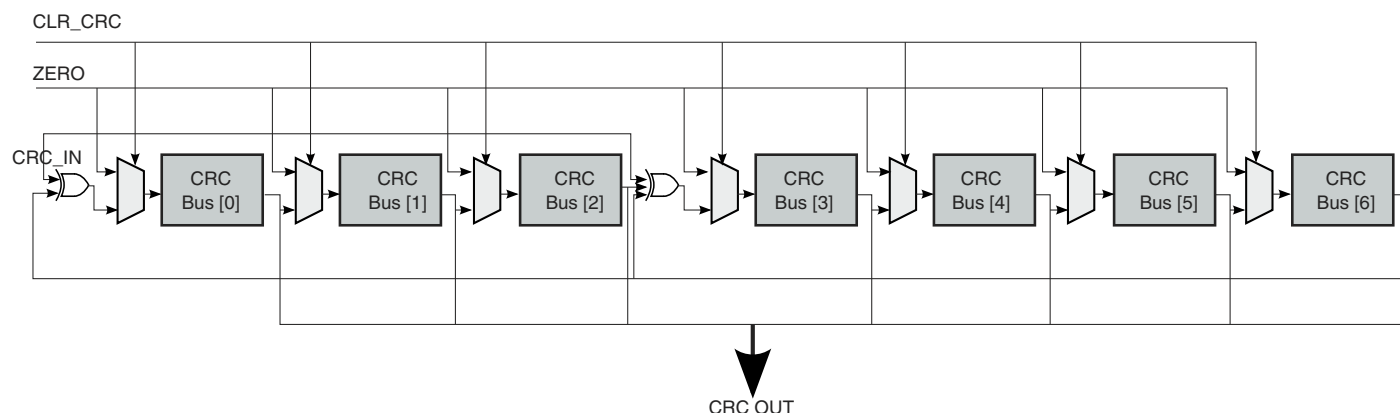 CLR_CRC
ZERO
CRC_IN
CRC
Bus [0]
CRC
Bus [1]
CRC
Bus [2]
CRC
Bus [3]
CRC
Bus [4]
CRC
Bus [5]
CRC
Bus [6]
CRC OUT